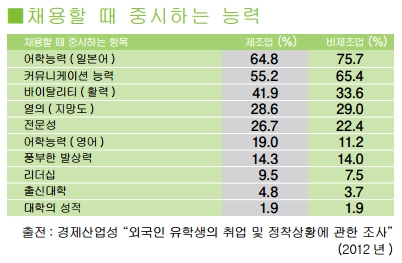 ■채용할 때 중시하는 능력
채용할 때 중시하는 항목 제조업 (%) 비제조업 (%)
어학능력 ( 일본어 ) 64.8 75.7
커뮤니케이션 능력 55.2 65.4
바이탈리티 ( 활력 ) 41.9 33.6
열의 ( 지망도 ) 28.6 29.0
전문성 26.7 22.4
어학능력 ( 영어 ) 19.0 11.2
풍부한 발상력 14.3 14.0
리더십 9.5 7.5
출신대학 4.8 3.7
대학의 성적 1.9 1.9
출전 : 경제산업성 “외국인 유학생의 취업 및 정착상황에 관한 조사”
(2012 년 )